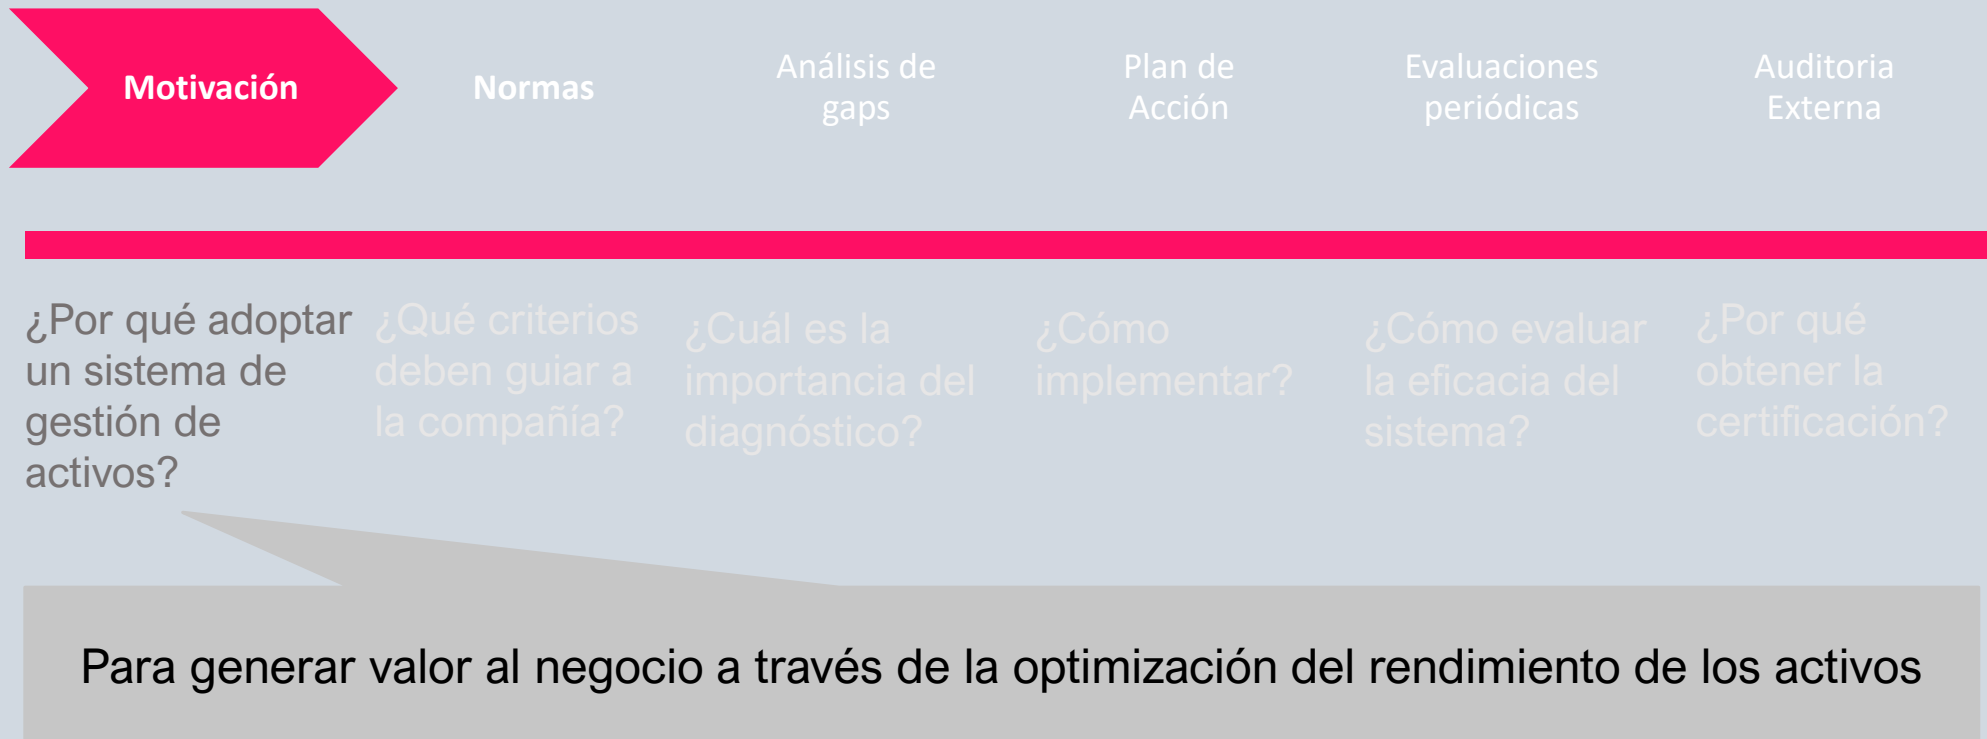 Motivación
Normas
Análisis de
gaps
Plan de
Acción
Evaluaciones
periódicas
Auditoria
Externa
¿Por qué adoptar
un sistema de
gestión de
activos?
¿Qué criterios
deben guiar a
la compañía?
¿Cuál es la
importancia del
diagnóstico?
¿Cómo
implementar?
¿Cómo evaluar
la eficacia del
sistema?
¿Por qué
obtener la
certificación?
Para generar valor al negocio a través de la optimización del rendimiento de los activos